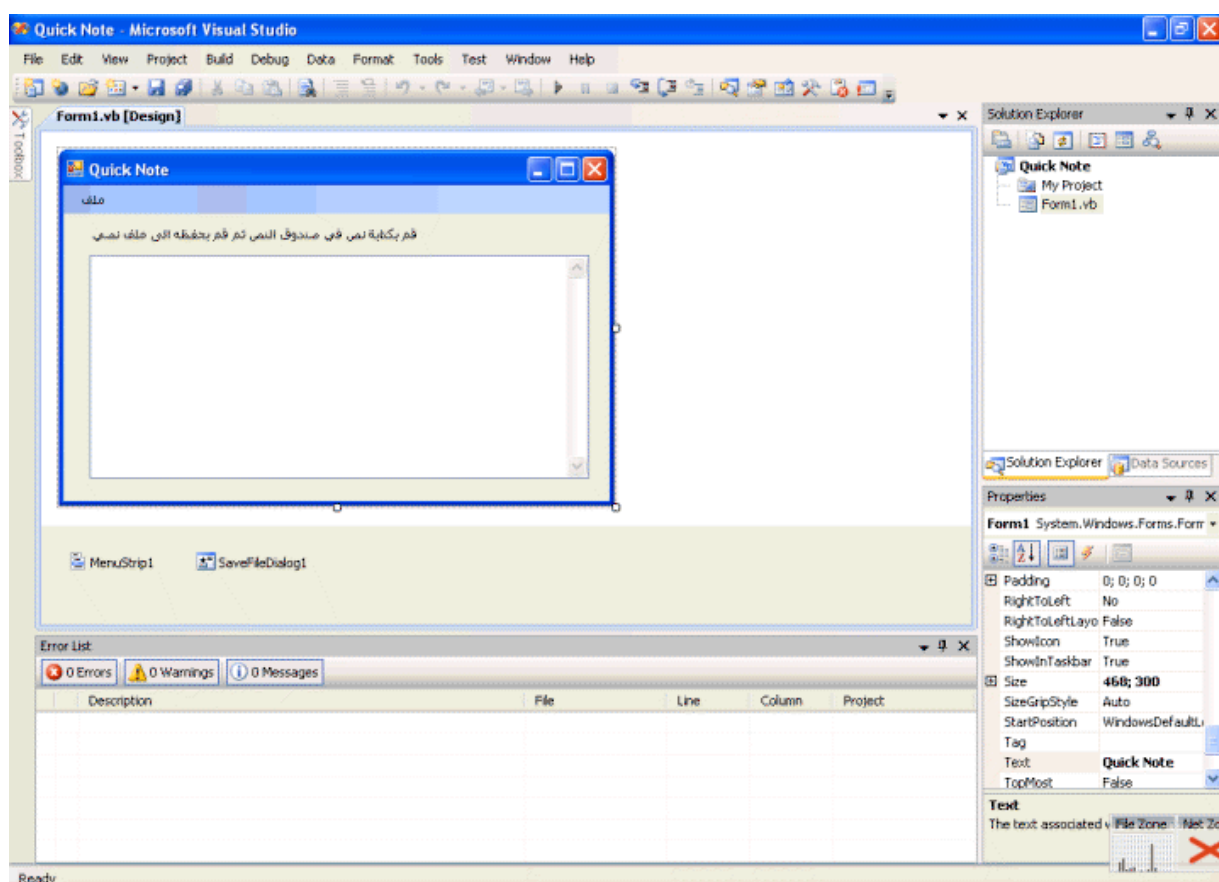 Quick Note - Microsoft Visual Studio
File Edit View Project Build Debug Data Format Tools Test Window Help
Toolbox
Form1.vb [Design]
Quick Note
ملف
قم بكتابة نص في صندوق النص ثم قم بحفظه الى ملف نصي
MenuStrip1 SaveFileDialog1
Error List
0 Errors 0 Warnings 0 Messages
Description File Line Column Project
Solution Explorer
Quick Note
My Project
Form1.vb
Solution Explorer Data Sources
Properties
Form1 System.Windows.Forms.Form
Padding 0; 0; 0; 0
RightToLeft No
RightToLeftLayo False
ShowIcon True
ShowInTaskbar True
Size 468; 300
SizeGripStyle Auto
StartPosition WindowsDefaultL
Tag
Text Quick Note
TopMost False
Text
The text associated
File Zone Net Zo
Ready